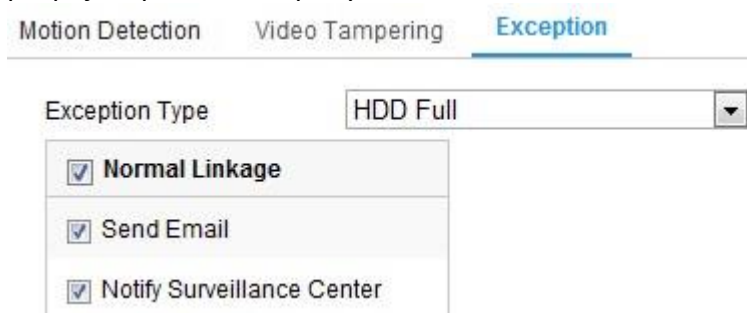 Motion Detection Video Tampering Exception
Exception Type HDD Full
Normal Linkage
Send Email
Notify Surveillance Center